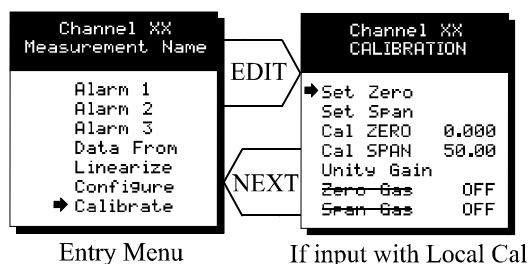 Channel XX
Measurement Name
Alarm 1
Alarm 2
Alarm 3
Data From
Linearize
Configure
Calibrate
Entry Menu
EDIT
NEXT
Channel XX
CALIBRATION
Set Zero
Set Span
Cal ZERO 0.000
Cal SPAN 50.00
Unity Gain
Zero Gas OFF
Span Gas OFF
If input with Local Cal